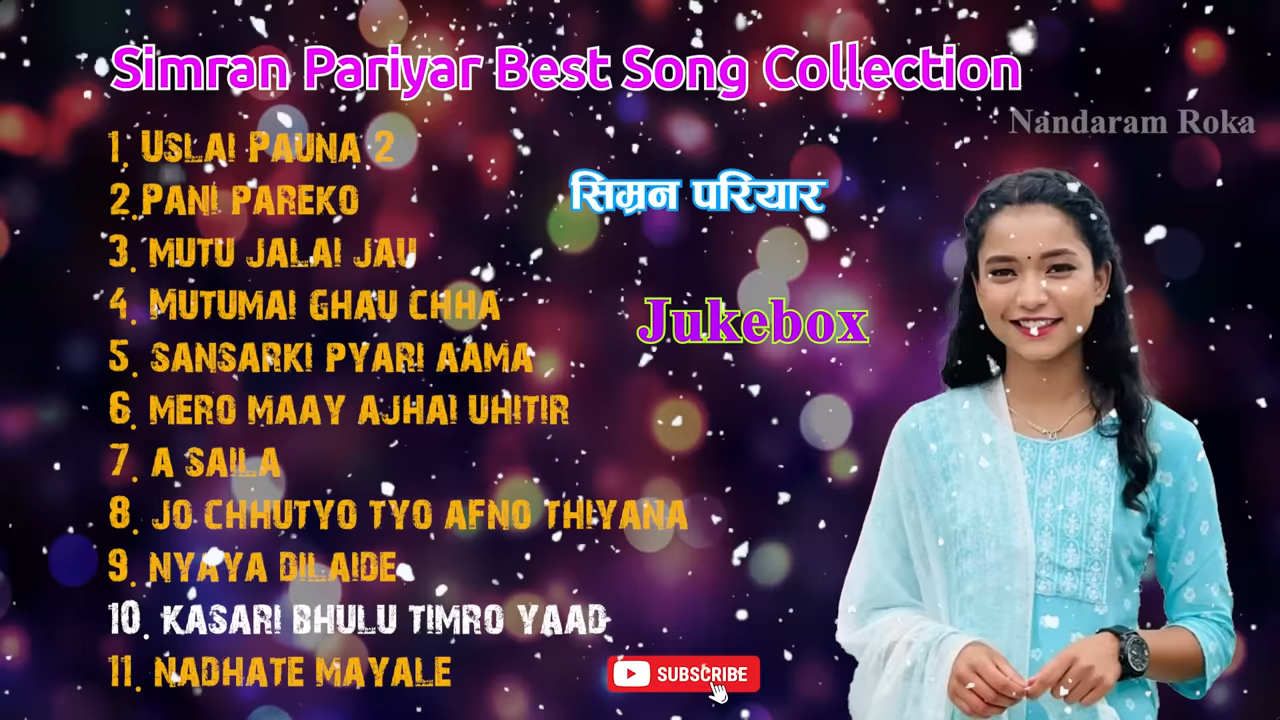 Simran Pariyar Best Song Collection
Nandaram Roka
1. USLAI PAUNA 2
2.PANI PAREKO
सिम्रन परियार
3. MUTU JALAI JAU
4. MUTUMAI GHAU CHHA
Jukebox
5. SANSARKI PYARI AAMA
6. MERO MAAY AJHAI UHITIR
7. A SAILA
8. JO CHHUTYO TYO AFNO THIYANA
9. NYAYA DILAIDE
10. KASARI BHULU TIMRO YAAD
11. NADHATE MAYALE
SUBSCRIBE